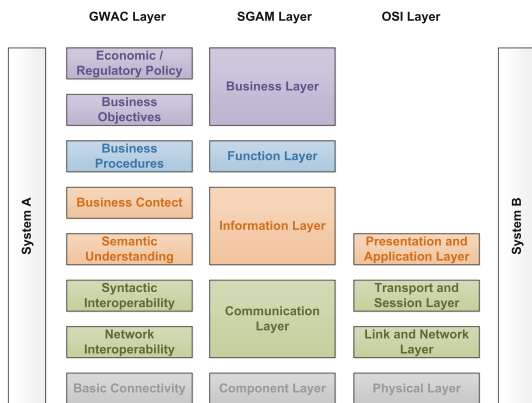 GWAC Layer
SGAM Layer
OSI Layer
System A
Economic /
Regulatory Policy
Business
Objectives
Business
Procedures
Business Contect
Semantic
Understanding
Syntactic
Interoperability
Network
Interoperability
Basic Connectivity
Business Layer
Function Layer
Information Layer
Communication
Layer
Component Layer
Presentation and
Application Layer
Transport and
Session Layer
Link and Network
Layer
Physical Layer
System B